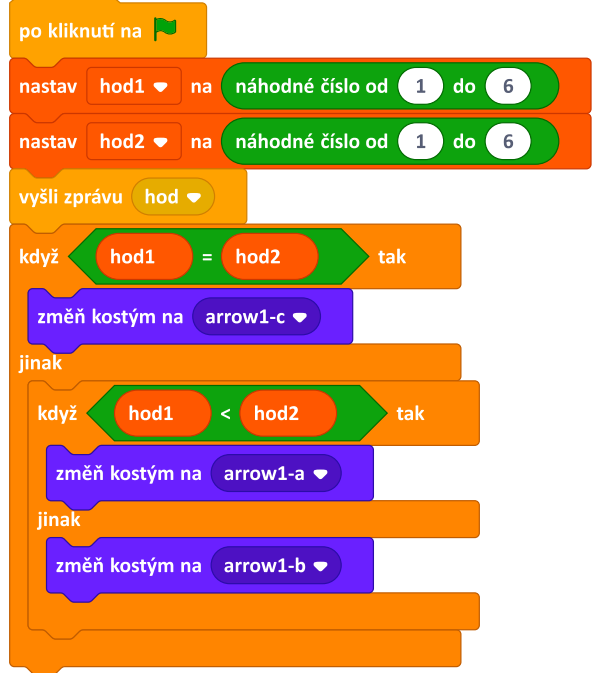 po kliknutí na
nastav hod1 na náhodné číslo od 1 do 6
nastav hod2 na náhodné číslo od 1 do 6
vyšli zprávu hod
když hod1 = hod2 tak
změň kostým na arrow1-c
jinak
když hod1 < hod2 tak
změň kostým na arrow1-a
jinak
změň kostým na arrow1-b